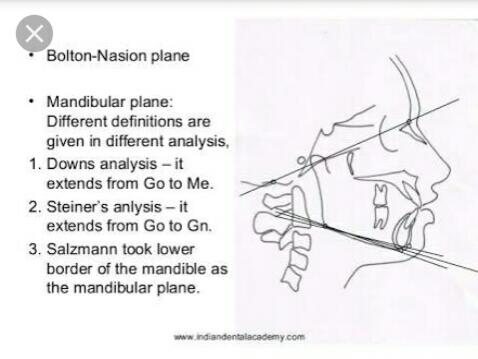 • Bolton-Nasion plane
• Mandibular plane:
Different definitions are
given in different analysis,
1. Downs analysis – it
extends from Go to Me.
2. Steiner's anlysis – it
extends from Go to Gn.
3. Salzmann took lower
border of the mandible as
the mandibular plane.
www.indiandentalacademy.com